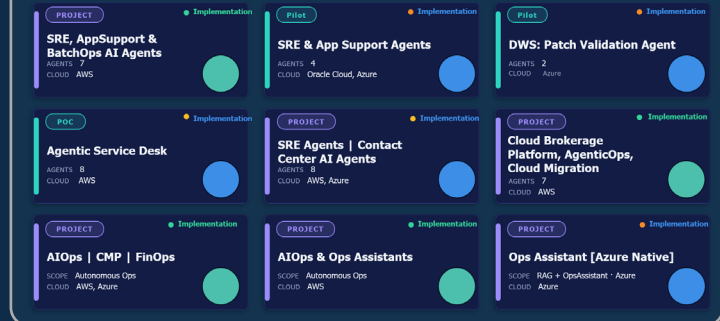 PROJECT
Implementation
SRE, AppSupport &
BatchOps AI Agents
AGENTS 7
CLOUD AWS
Pilot
Implementation
SRE & App Support Agents
AGENTS 4
CLOUD Oracle Cloud, Azure
Pilot
Implementation
DWS: Patch Validation Agent
AGENTS 2
CLOUD Azure
POC
Implementation
Agentic Service Desk
AGENTS 8
CLOUD AWS
PROJECT
Implementation
SRE Agents | Contact
Center AI Agents
AGENTS 8
CLOUD AWS, Azure
PROJECT
Implementation
Cloud Brokerage
Platform, AgenticOps,
Cloud Migration
AGENTS 7
CLOUD AWS
PROJECT
Implementation
AIOps | CMP | FinOps
SCOPE Autonomous Ops
CLOUD AWS, Azure
PROJECT
Implementation
AIOps & Ops Assistants
SCOPE Autonomous Ops
CLOUD AWS
PROJECT
Implementation
Ops Assistant [Azure Native]
SCOPE RAG + OpsAssistant · Azure
CLOUD Azure